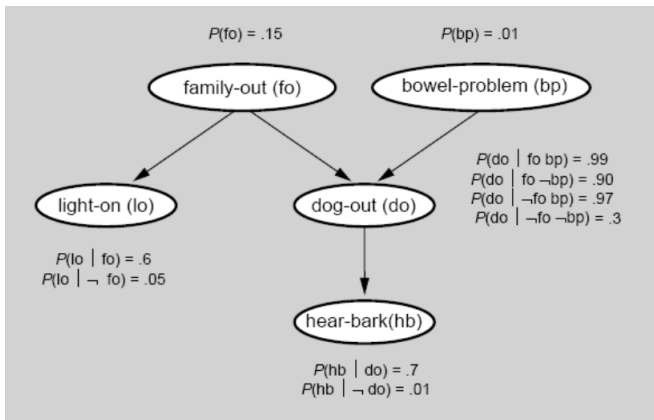 P(fo) = .15
P(bp) = .01
family-out (fo)
bowel-problem (bp)
P(do | fo bp) = .99
P(do | fo ¬bp) = .90
P(do | ¬fo bp) = .97
P(do | ¬fo ¬bp) = .3
light-on (lo)
dog-out (do)
P(lo | fo) = .6
P(lo | ¬ fo) = .05
hear-bark(hb)
P(hb | do) = .7
P(hb | ¬ do) = .01